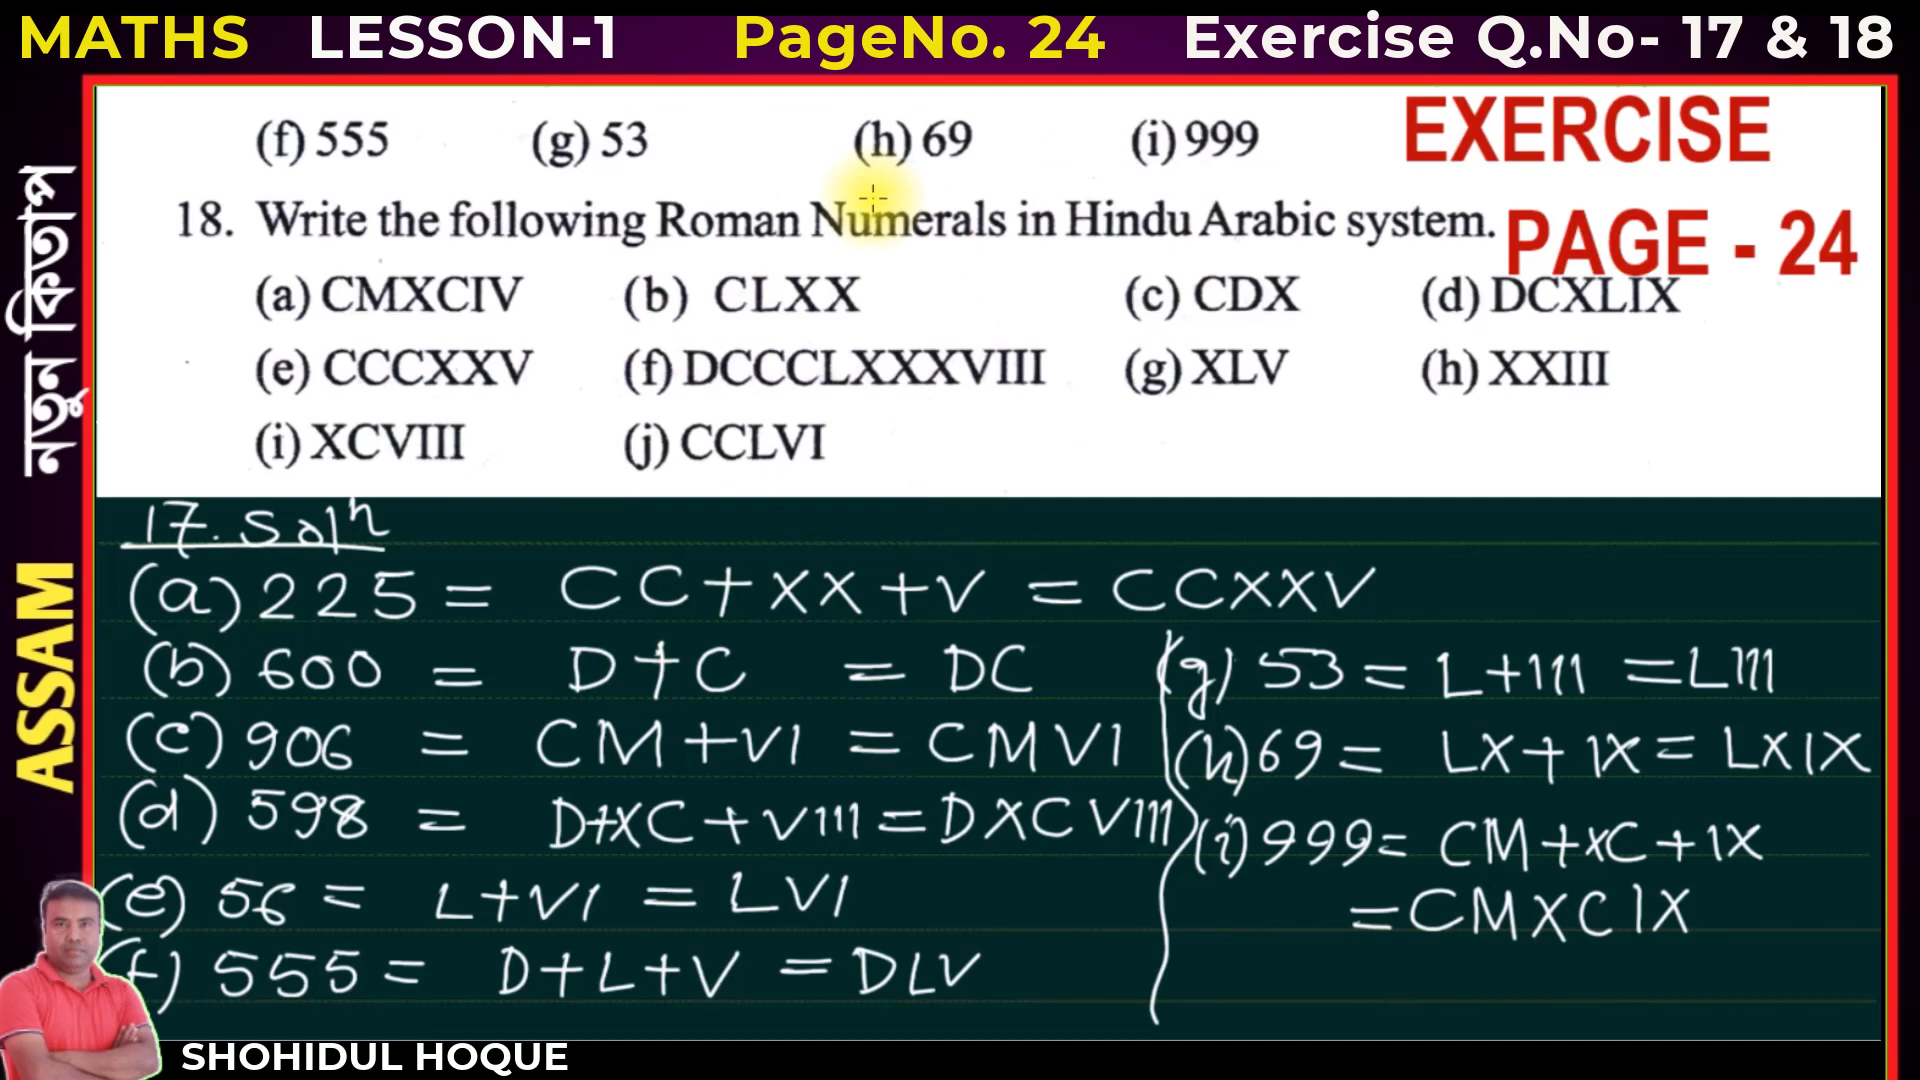 MATHS LESSON-1 PageNo. 24 Exercise Q.No- 17 & 18
(f) 555 (g) 53 (h) 69 (i) 999
EXERCISE
18. Write the following Roman Numerals in Hindu Arabic system.
PAGE - 24
(a) CMXCIV (b) CLXX (c) CDX (d) DCXLIX
(e) CCCXXV (f) DCCCLXXXVIII (g) XLV (h) XXIII
(i) XCVIII (j) CCLVI
নতুন কিতাপ
ASSAM
17. Solⁿ
(a) 225 = CC+XX+V = CCXXV
(b) 600 = D+C = DC
(c) 906 = CM+VI = CMVI
(d) 598 = D+XC+VIII = DXCVIII
(e) 56 = L+VI = LVI
(f) 555 = D+L+V = DLV
(g) 53 = L+III = LIII
(h) 69 = LX+IX = LXIX
(i) 999 = CM+XC+IX
= CMXCIX
SHOHIDUL HOQUE